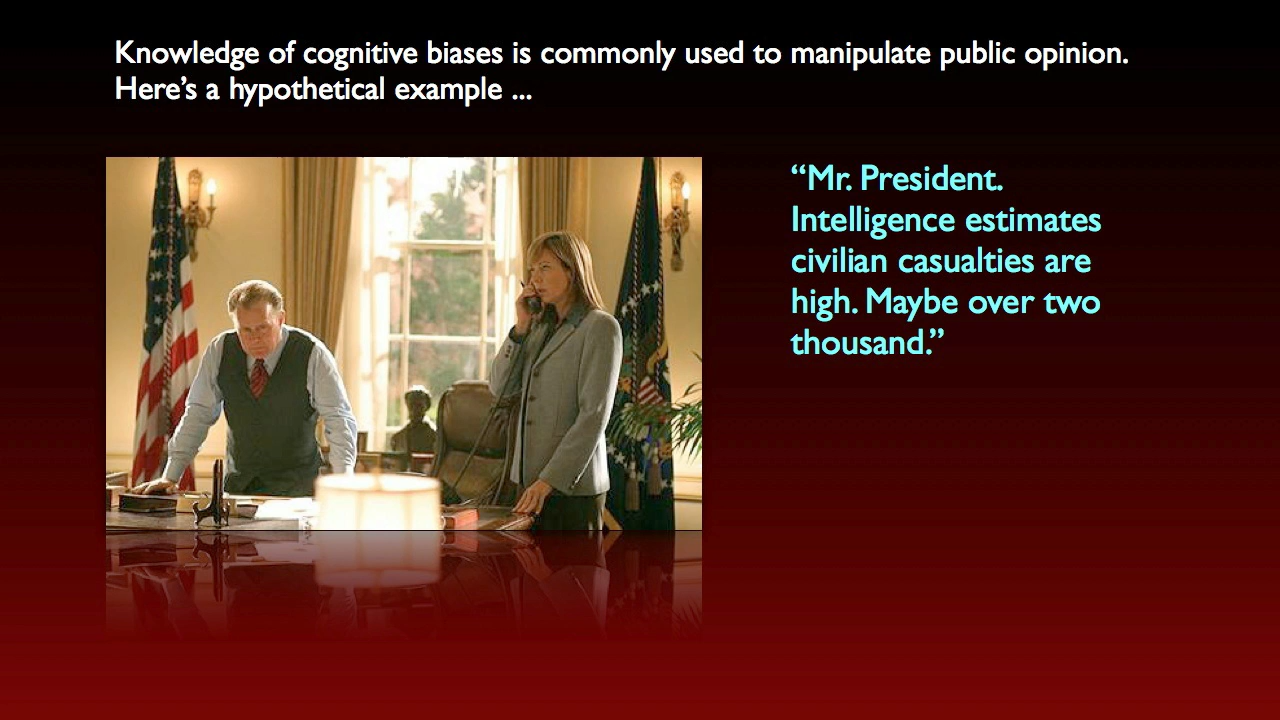 Knowledge of cognitive biases is commonly used to manipulate public opinion.
Here’s a hypothetical example ...
“Mr. President.
Intelligence estimates
civilian casualties are
high. Maybe over two
thousand.”